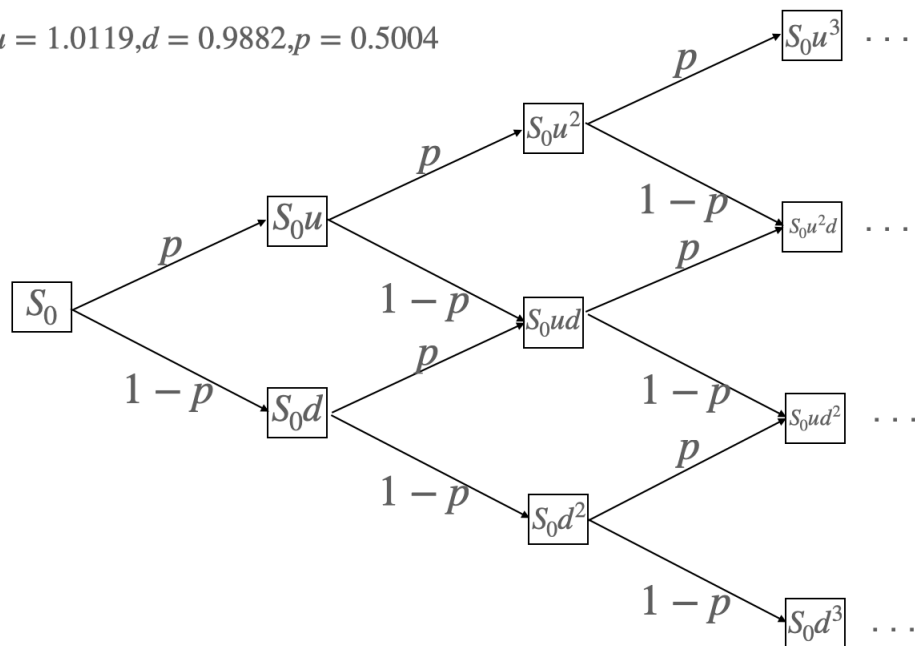 u = 1.0119,d = 0.9882,p = 0.5004
S₀u³ . . .
p
S₀u²
p
1 − p
S₀u²d . . .
S₀u
p
p
1 − p
S₀
S₀ud
p
1 − p
1 − p
S₀ud² . . .
S₀d
p
1 − p
S₀d²
1 − p
S₀d³ . . .